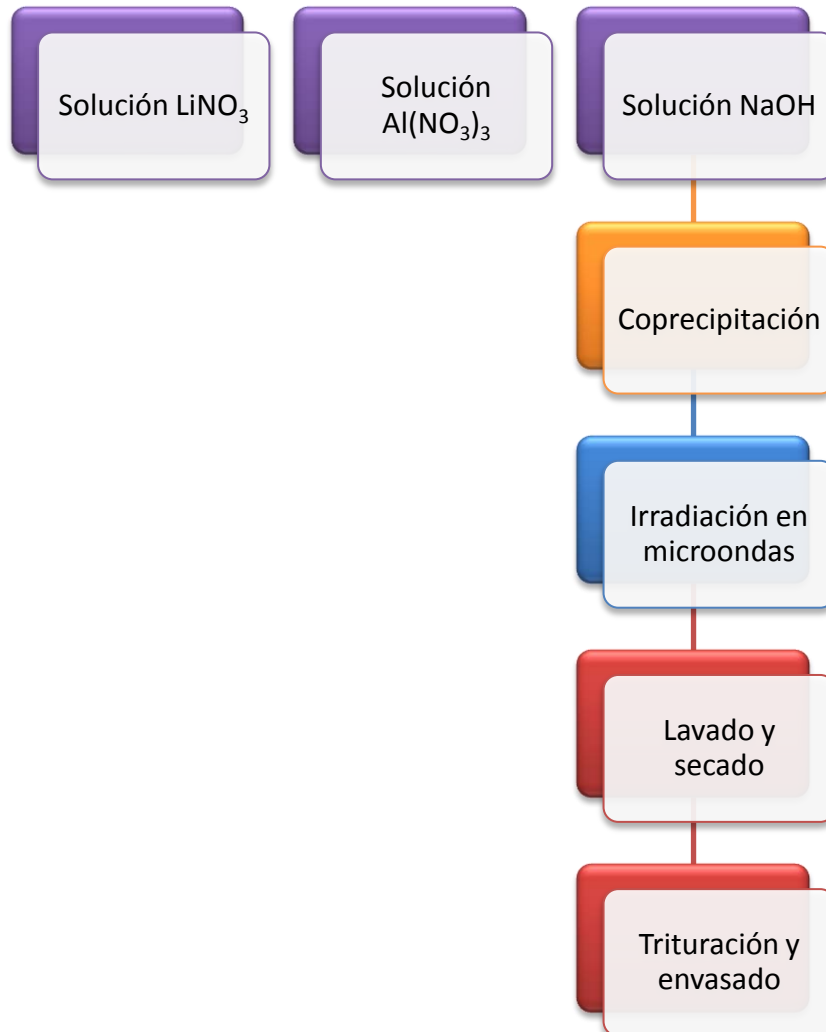 Solución LiNO₃
Solución
Al(NO₃)₃
Solución NaOH
Coprecipitación
Irradiación en
microondas
Lavado y
secado
Trituración y
envasado